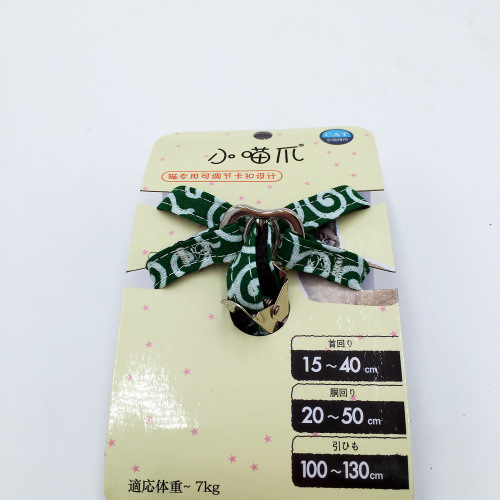 CAT
小喵爪®
猫专用可调节卡扣设计
首回り
15～40cm
胴回り
20～50cm
引ひも
100～130cm
適応体重~ 7kg